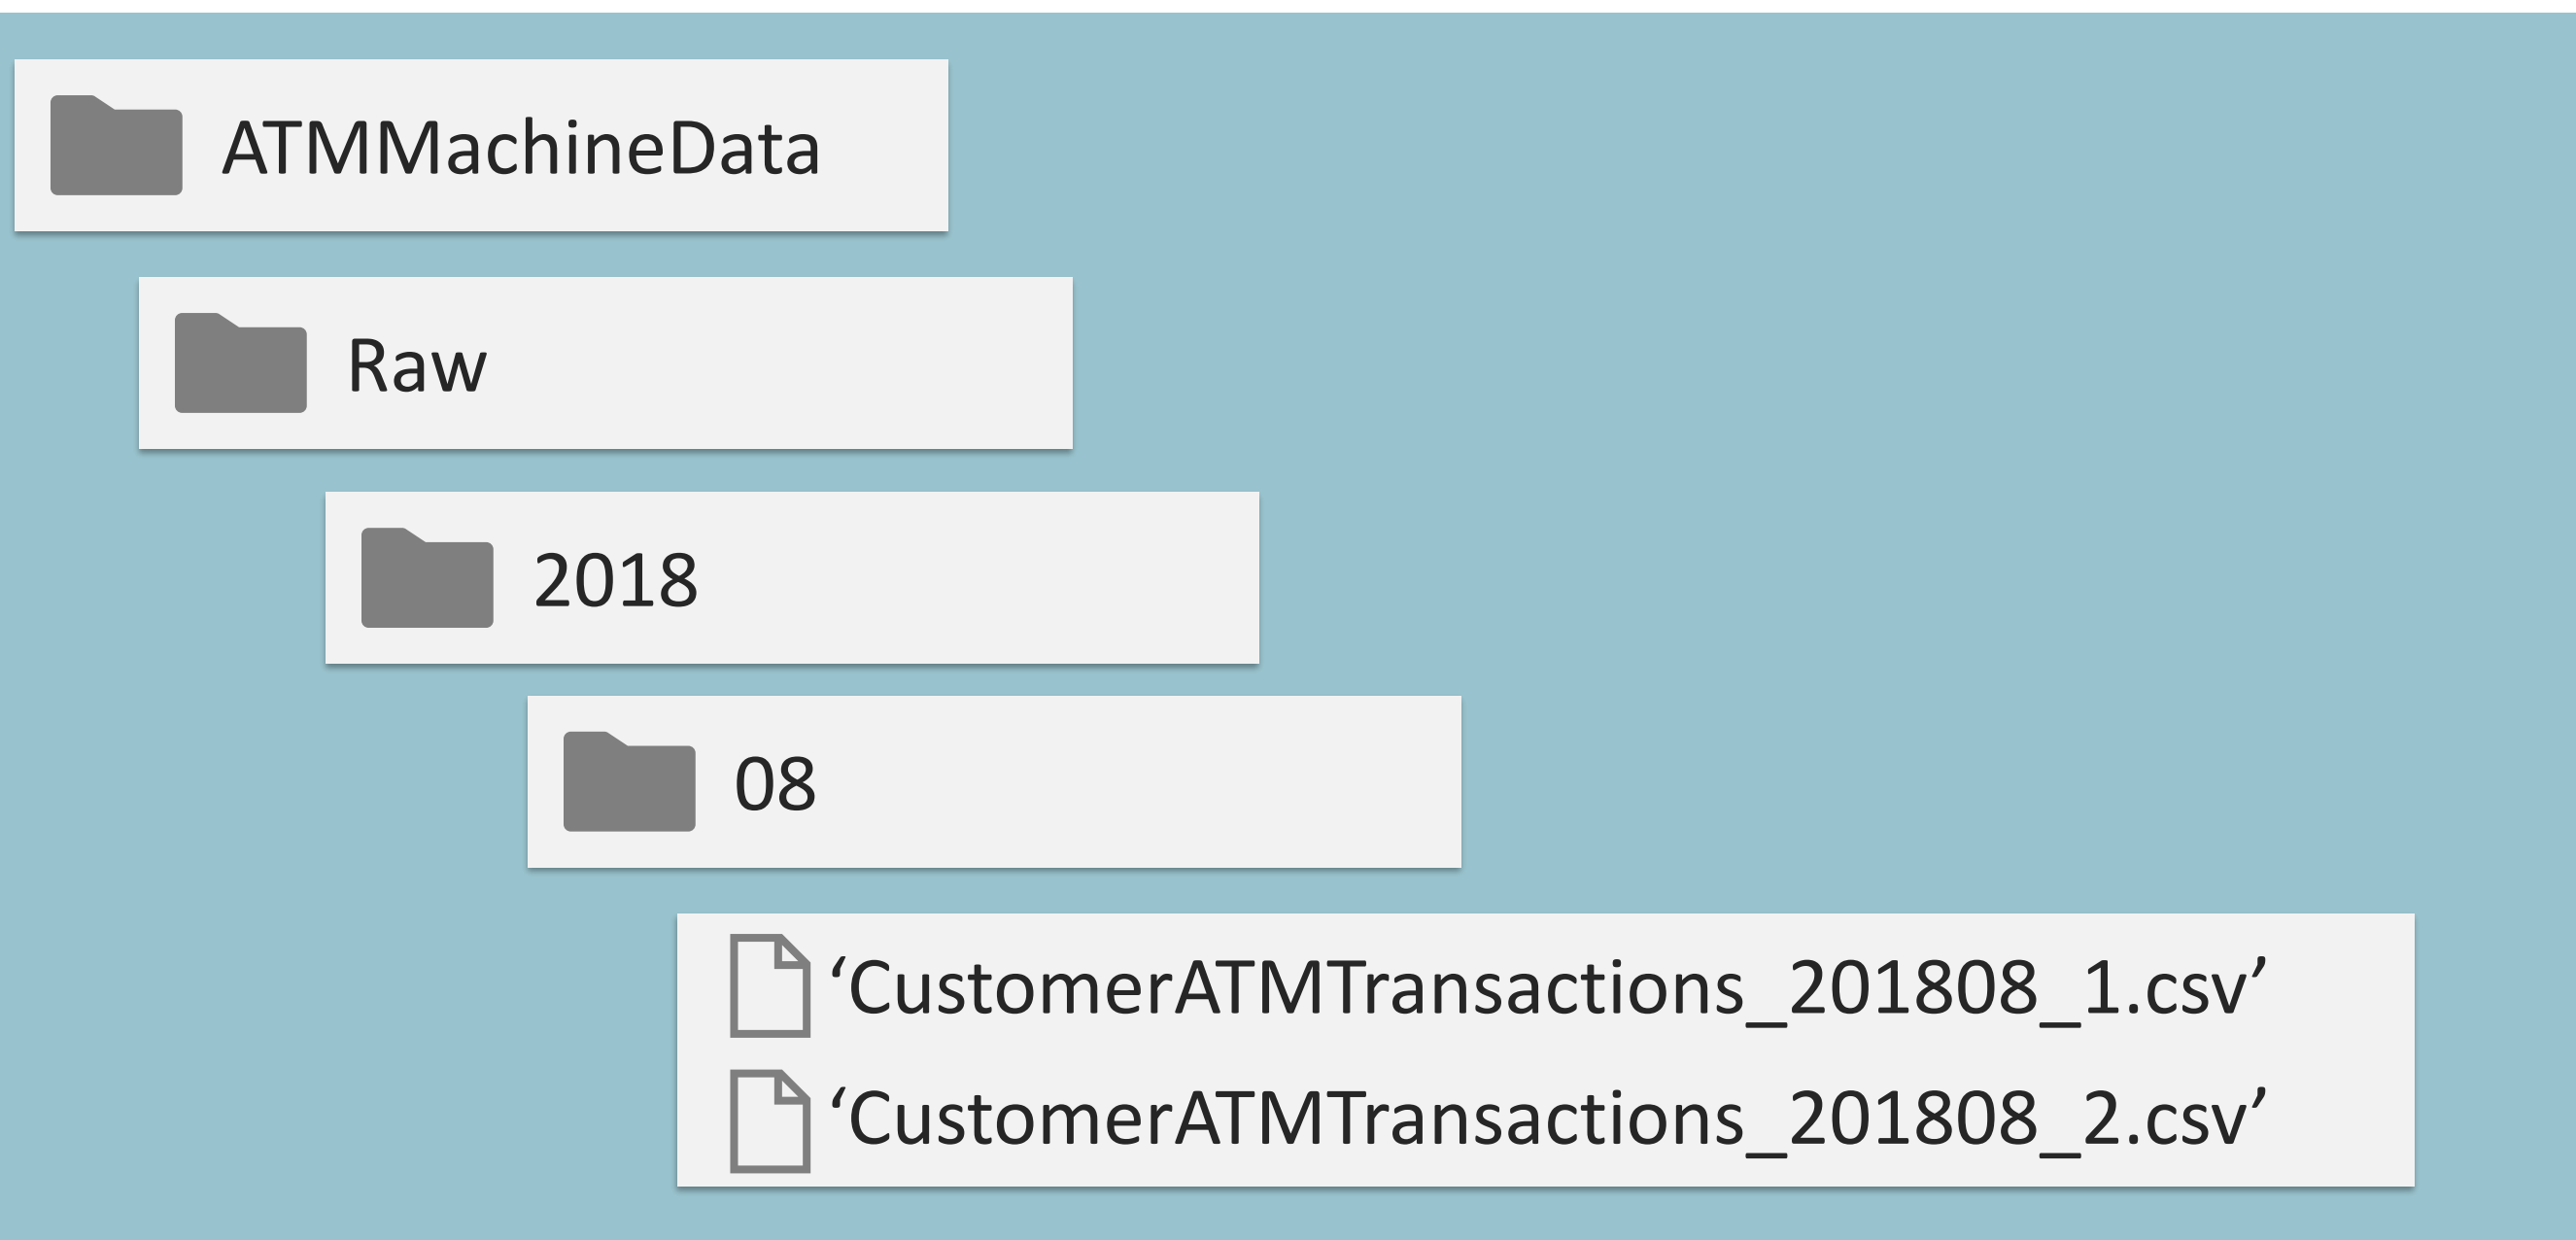 ATMMachineData
Raw
2018
08
‘CustomerATMTransactions_201808_1.csv’
‘CustomerATMTransactions_201808_2.csv’